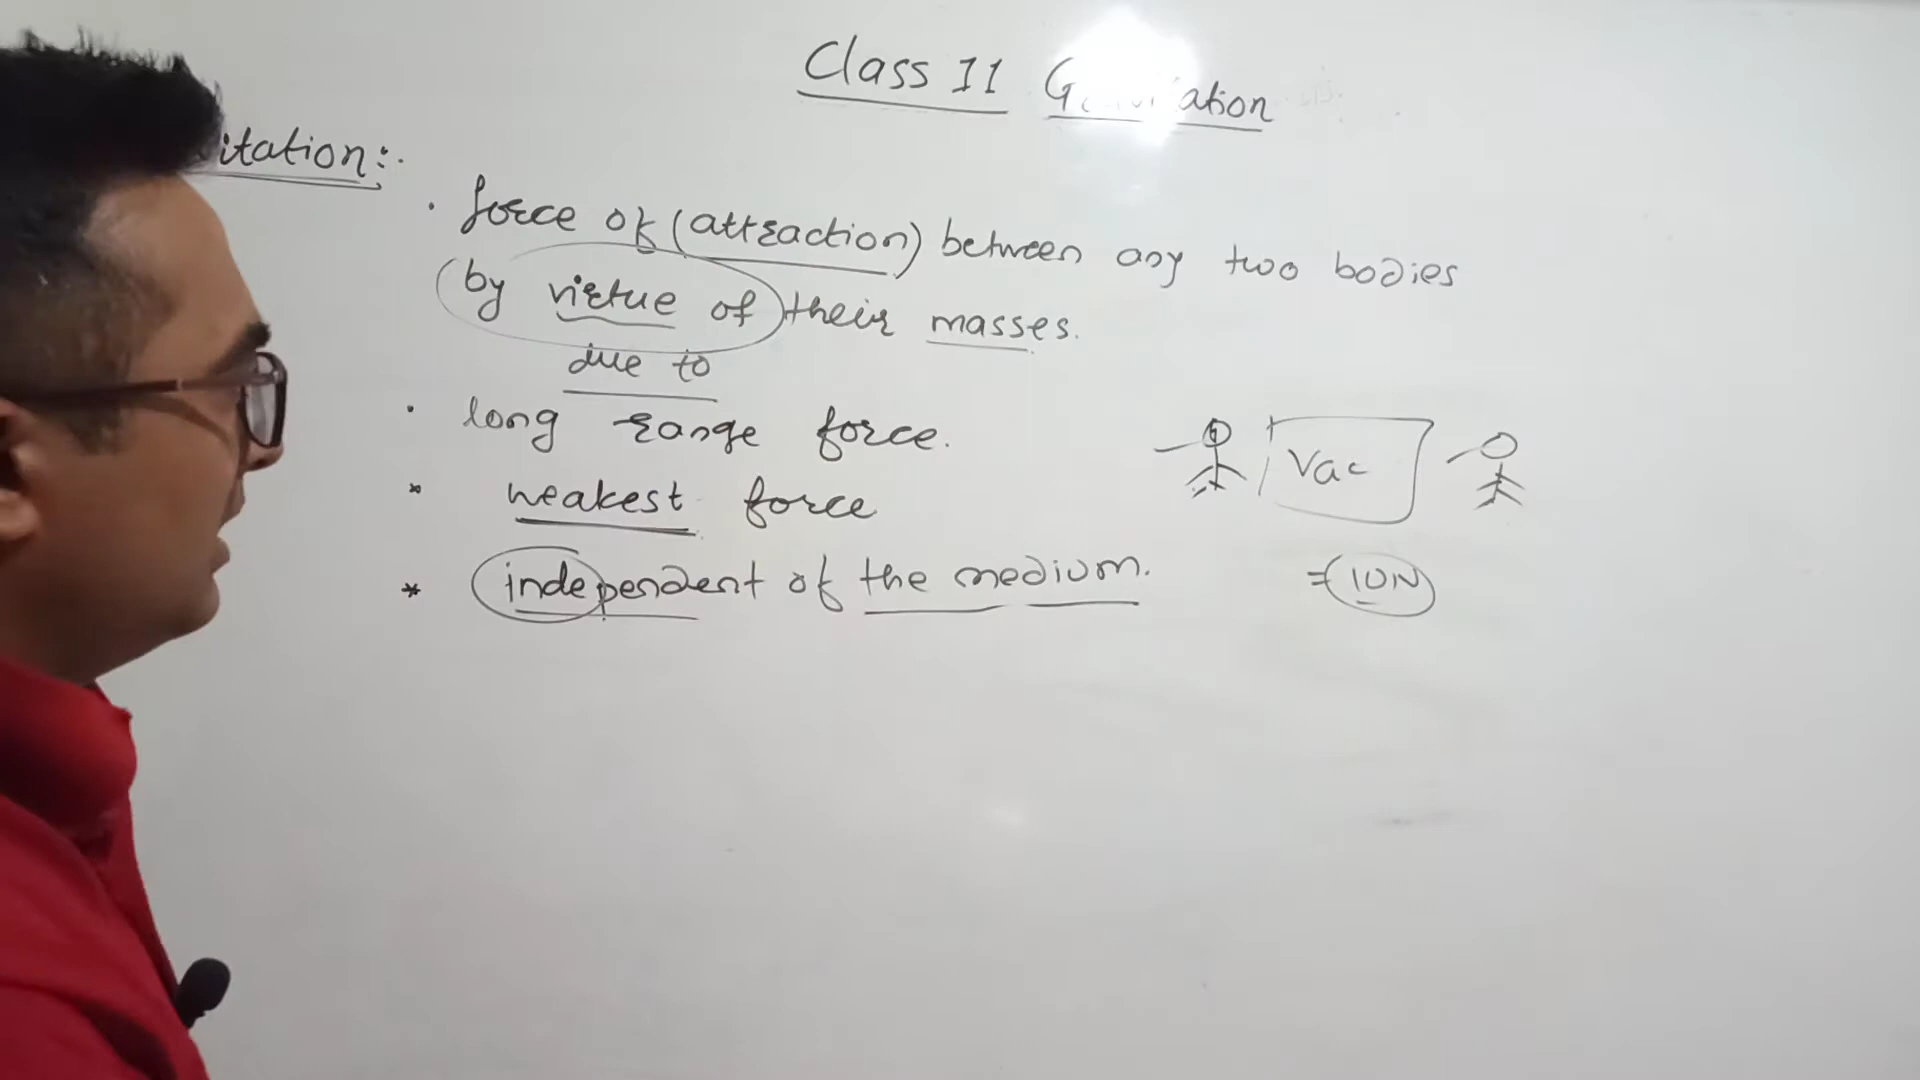 Class 11 Gravitation
itation:
· force of (attraction) between any two bodies
by virtue of their masses.
due to
· long range force.
* weakest force
* independent of the medium.
Vac
= 10N